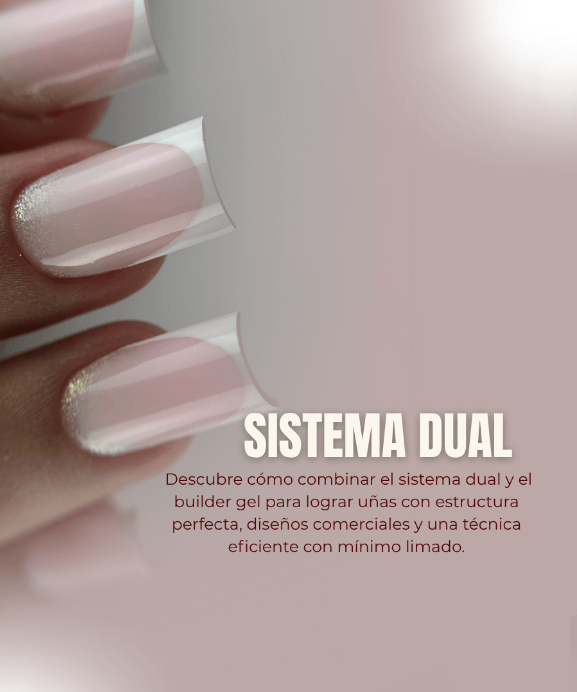 SISTEMA DUAL
Descubre cómo combinar el sistema dual y el
builder gel para lograr uñas con estructura
perfecta, diseños comerciales y una técnica
eficiente con mínimo limado.